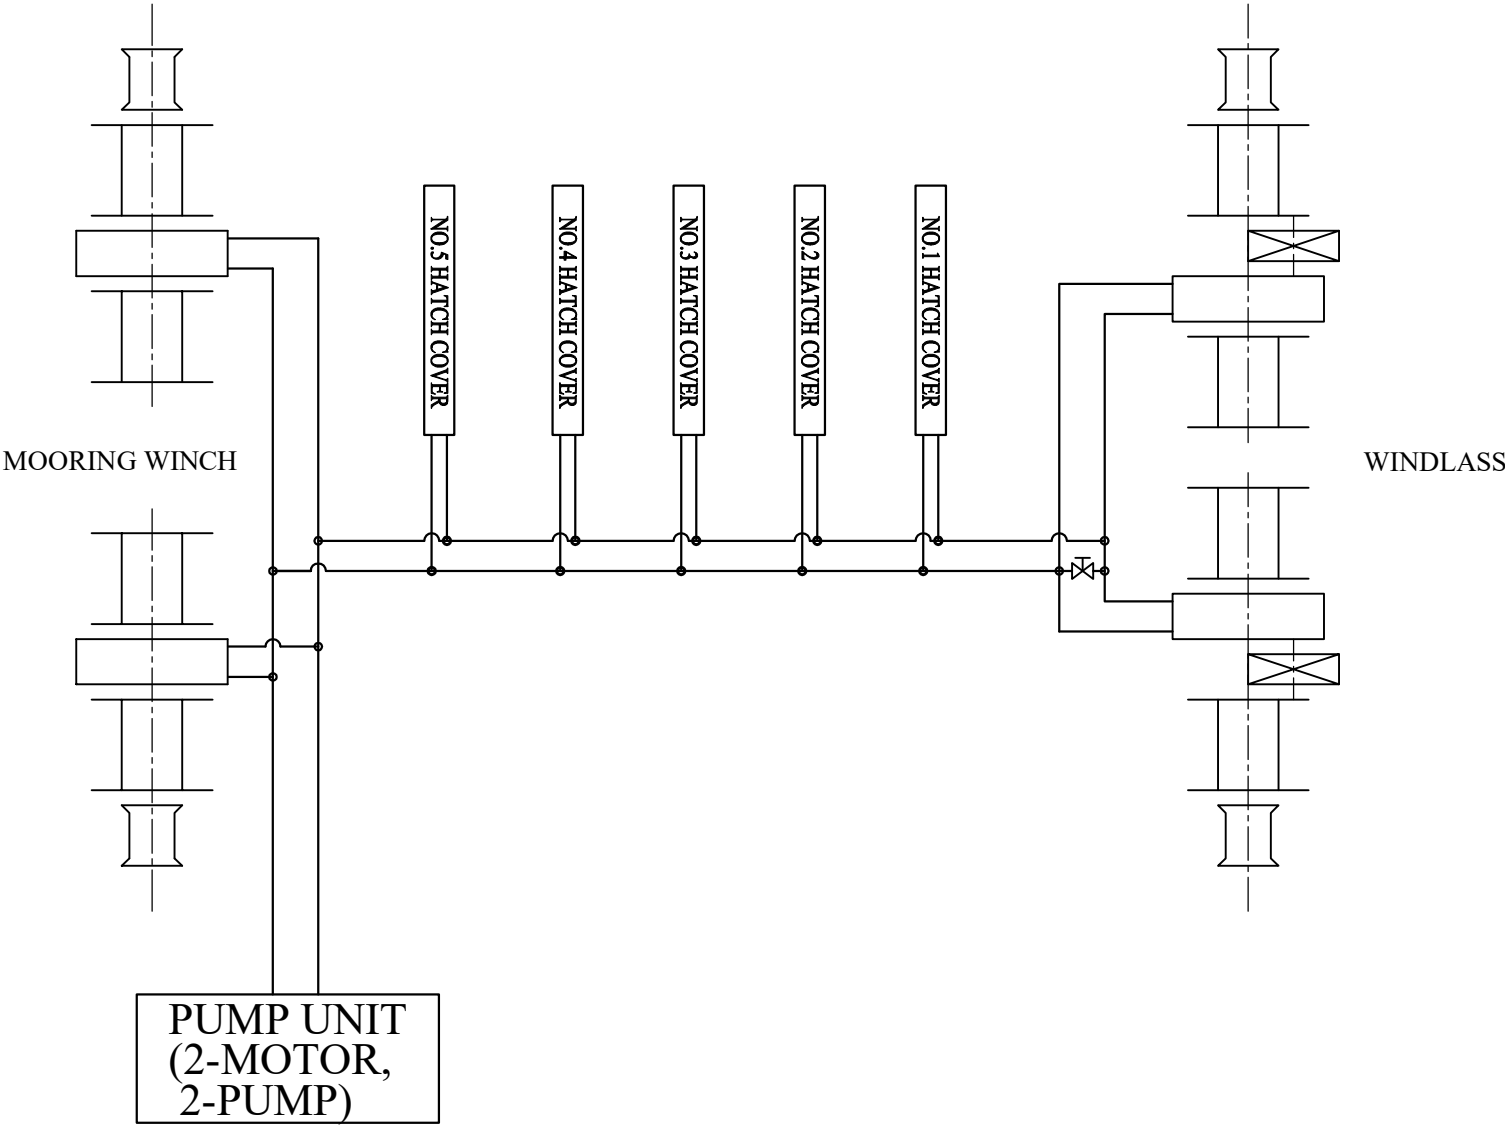 NO.5 HATCH COVER
NO.4 HATCH COVER
NO.3 HATCH COVER
NO.2 HATCH COVER
NO.1 HATCH COVER
MOORING WINCH
WINDLASS
PUMP UNIT
(2-MOTOR,
2-PUMP)